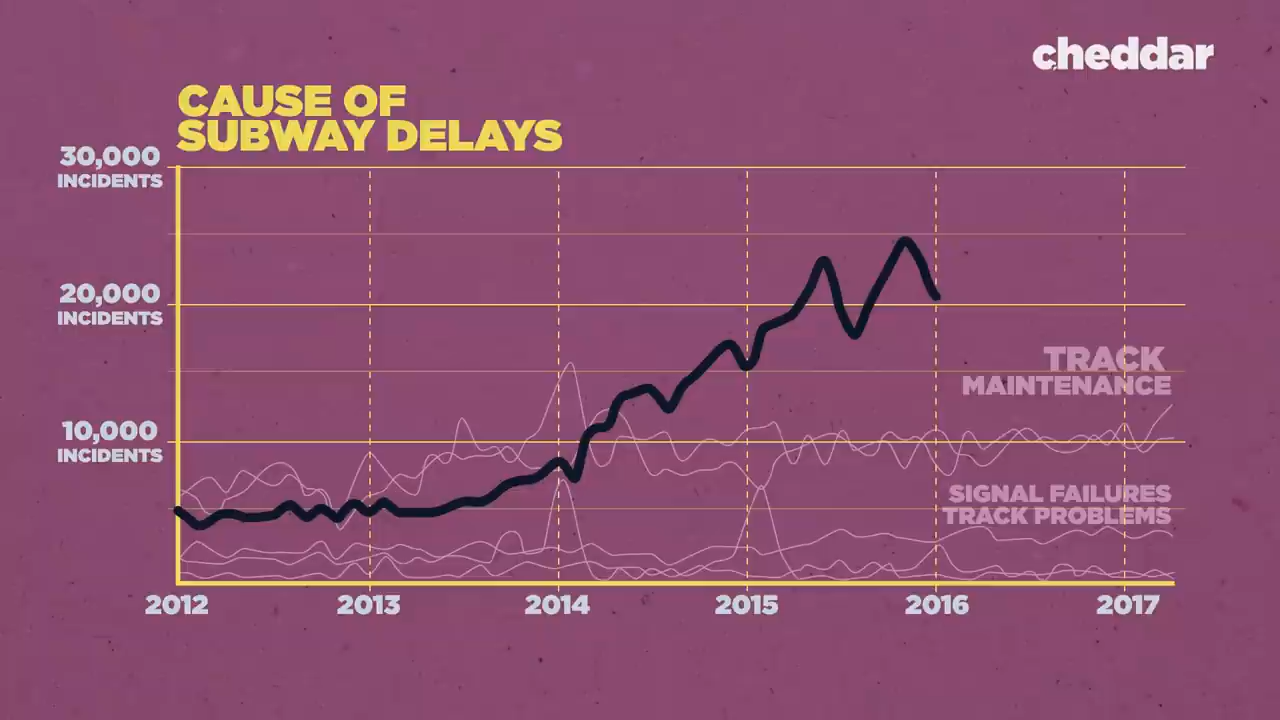 cheddar
CAUSE OF
SUBWAY DELAYS
30,000
INCIDENTS
20,000
INCIDENTS
10,000
INCIDENTS
TRACK
MAINTENANCE
SIGNAL FAILURES
TRACK PROBLEMS
2012 2013 2014 2015 2016 2017